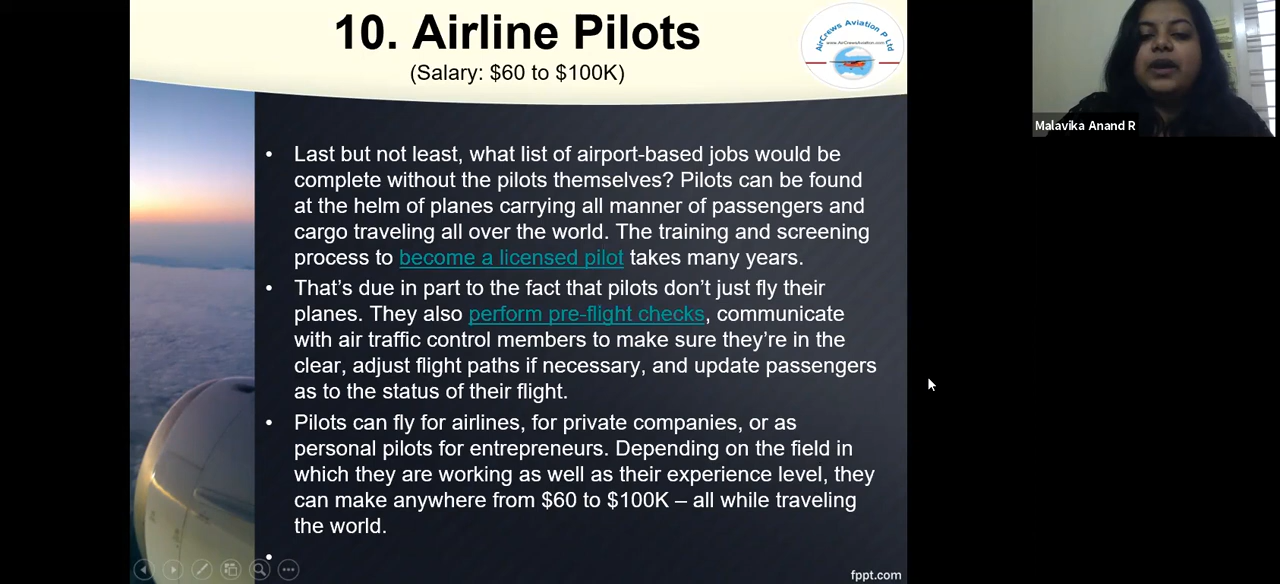 10. Airline Pilots
(Salary: $60 to $100K)
AirCrews Aviation P Ltd
www.AirCrewsAviation.com
Malavika Anand R
• Last but not least, what list of airport-based jobs would be
complete without the pilots themselves? Pilots can be found
at the helm of planes carrying all manner of passengers and
cargo traveling all over the world. The training and screening
process to become a licensed pilot takes many years.
• That’s due in part to the fact that pilots don’t just fly their
planes. They also perform pre-flight checks, communicate
with air traffic control members to make sure they’re in the
clear, adjust flight paths if necessary, and update passengers
as to the status of their flight.
• Pilots can fly for airlines, for private companies, or as
personal pilots for entrepreneurs. Depending on the field in
which they are working as well as their experience level, they
can make anywhere from $60 to $100K – all while traveling
the world.
•
fppt.com